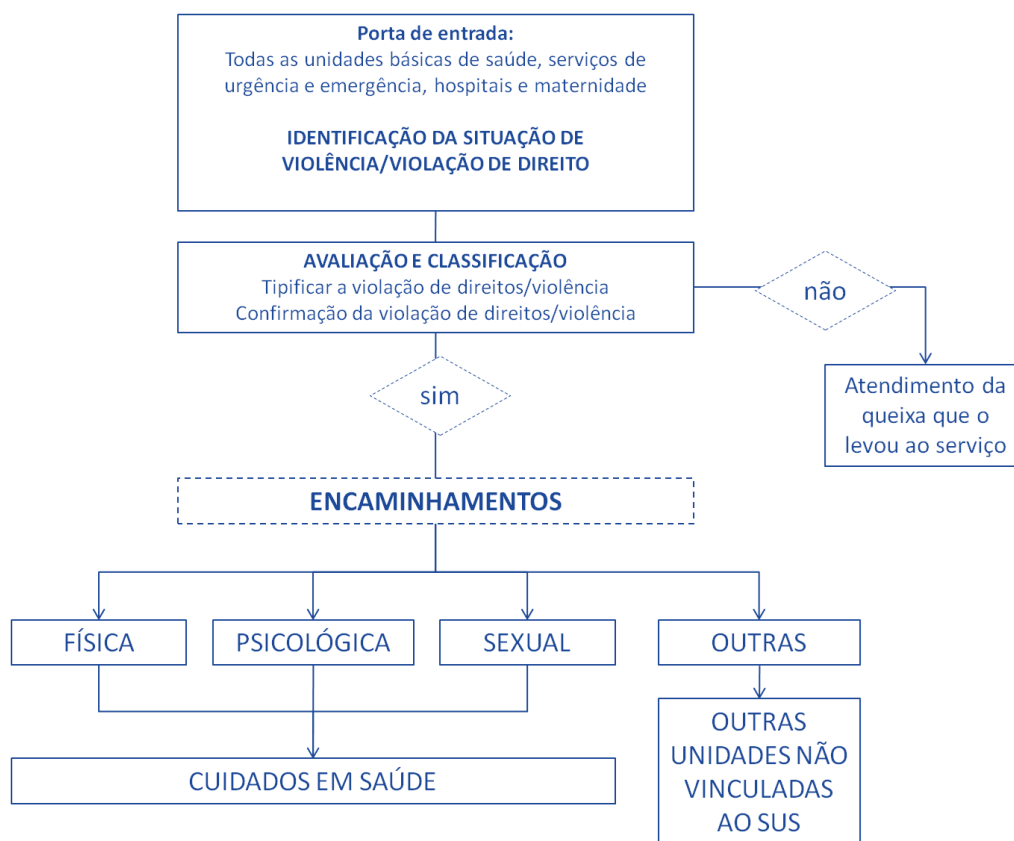 Porta de entrada:
Todas as unidades básicas de saúde, serviços de
urgência e emergência, hospitais e maternidade
IDENTIFICAÇÃO DA SITUAÇÃO DE
VIOLÊNCIA/VIOLAÇÃO DE DIREITO
AVALIAÇÃO E CLASSIFICAÇÃO
Tipificar a violação de direitos/violência
Confirmação da violação de direitos/violência
não
Atendimento da
queixa que o
levou ao serviço
sim
ENCAMINHAMENTOS
FÍSICA
PSICOLÓGICA
SEXUAL
OUTRAS
CUIDADOS EM SAÚDE
OUTRAS
UNIDADES NÃO
VINCULADAS
AO SUS